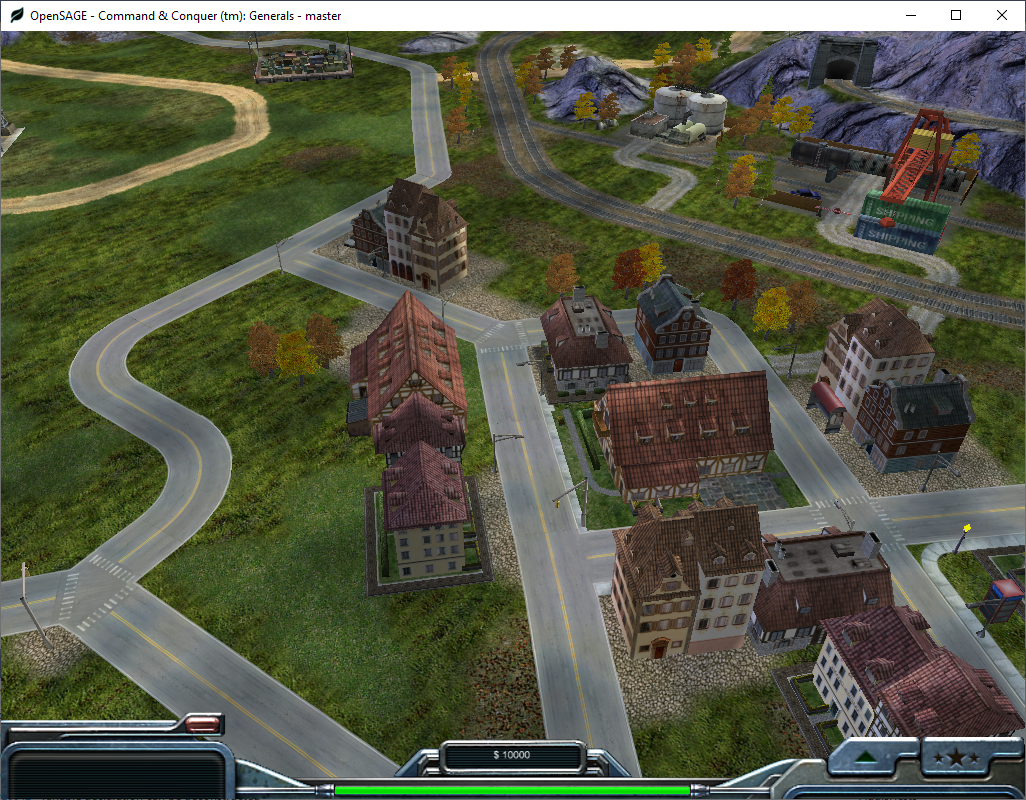 OpenSAGE - Command & Conquer (tm): Generals - master
SHIPPING
SHIPPING
$ 10000